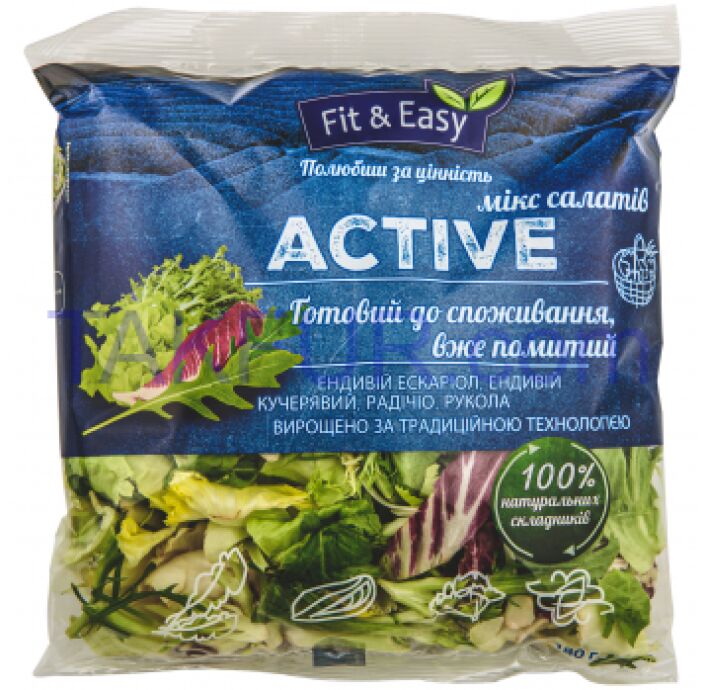 Fit & Easy
Полюбиш за цінність
мікс салатів
ACTIVE
Готовий до споживання,
вже помитий
ЕНДИВІЙ ЕСКАРІОЛ, ЕНДИВІЙ
КУЧЕРЯВИЙ, РАДІЧІО, РУКОЛА
ВИРОЩЕНО ЗА ТРАДИЦІЙНОЮ ТЕХНОЛОГІЄЮ
100%
натуральних
складників